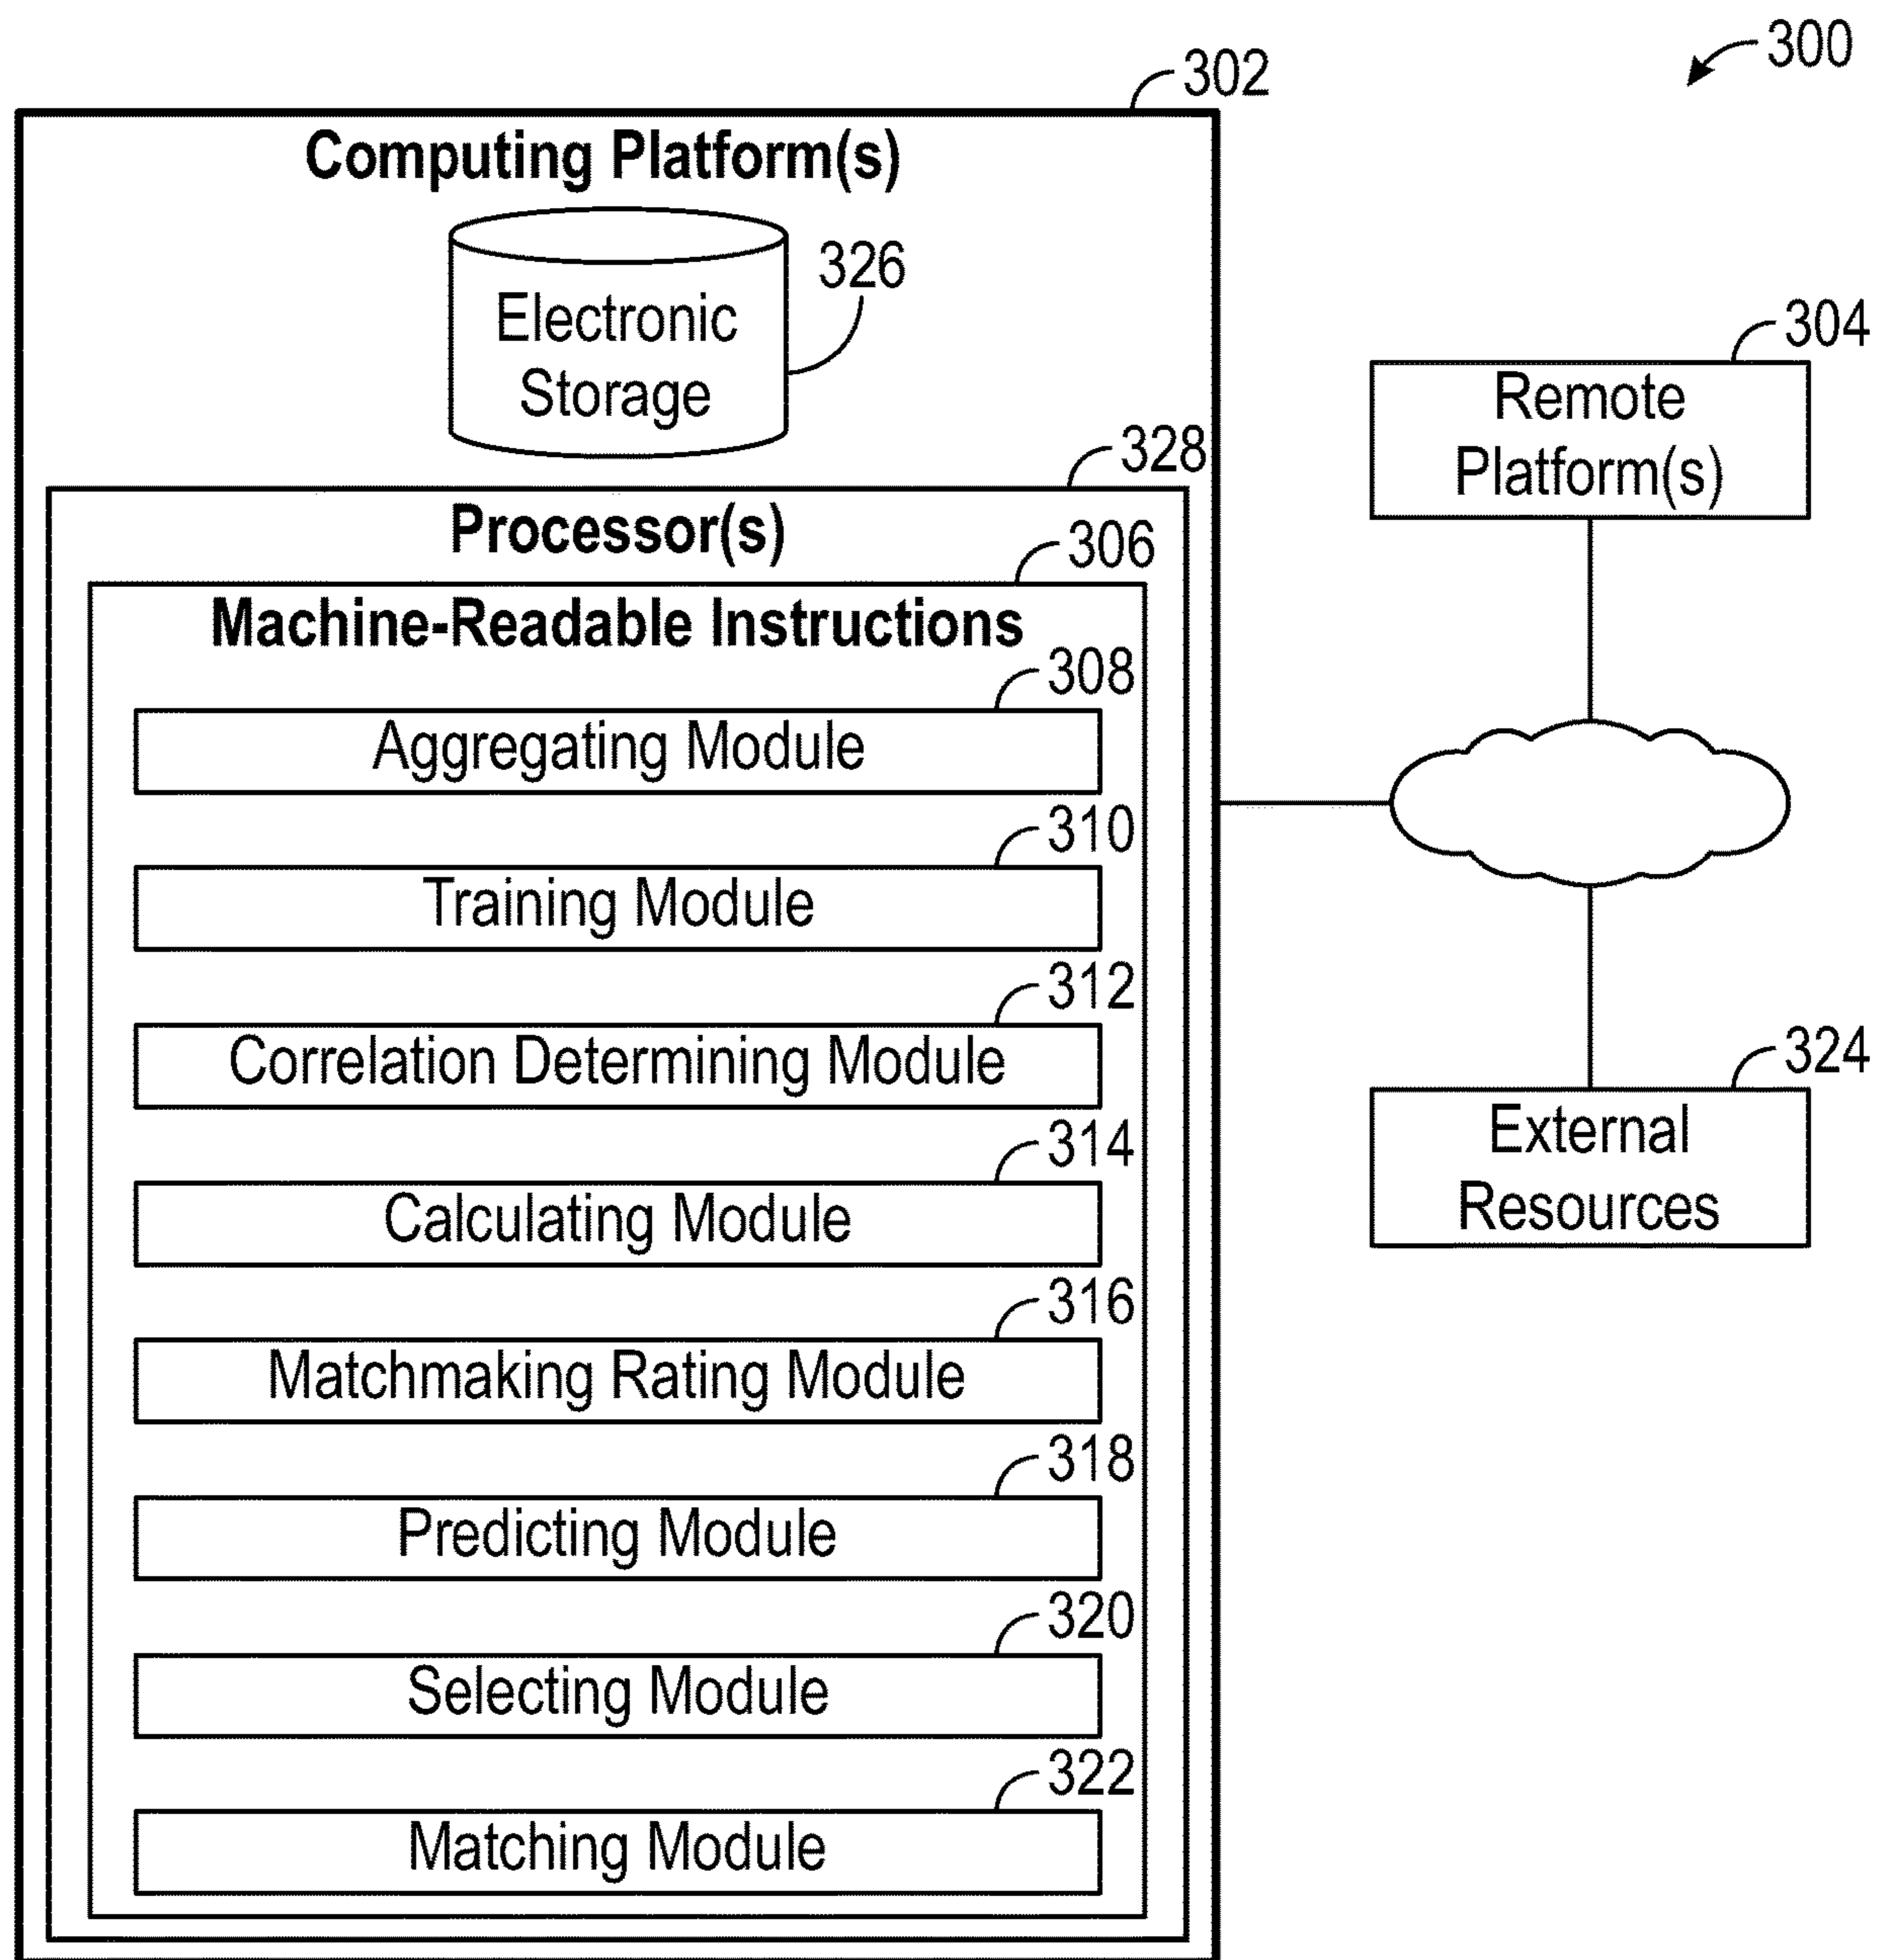 300
302
Computing Platform(s)
326
Electronic
Storage
328
Processor(s)
306
Machine-Readable Instructions
308
Aggregating Module
310
Training Module
312
Correlation Determining Module
314
Calculating Module
316
Matchmaking Rating Module
318
Predicting Module
320
Selecting Module
322
Matching Module
304
Remote
Platform(s)
324
External
Resources